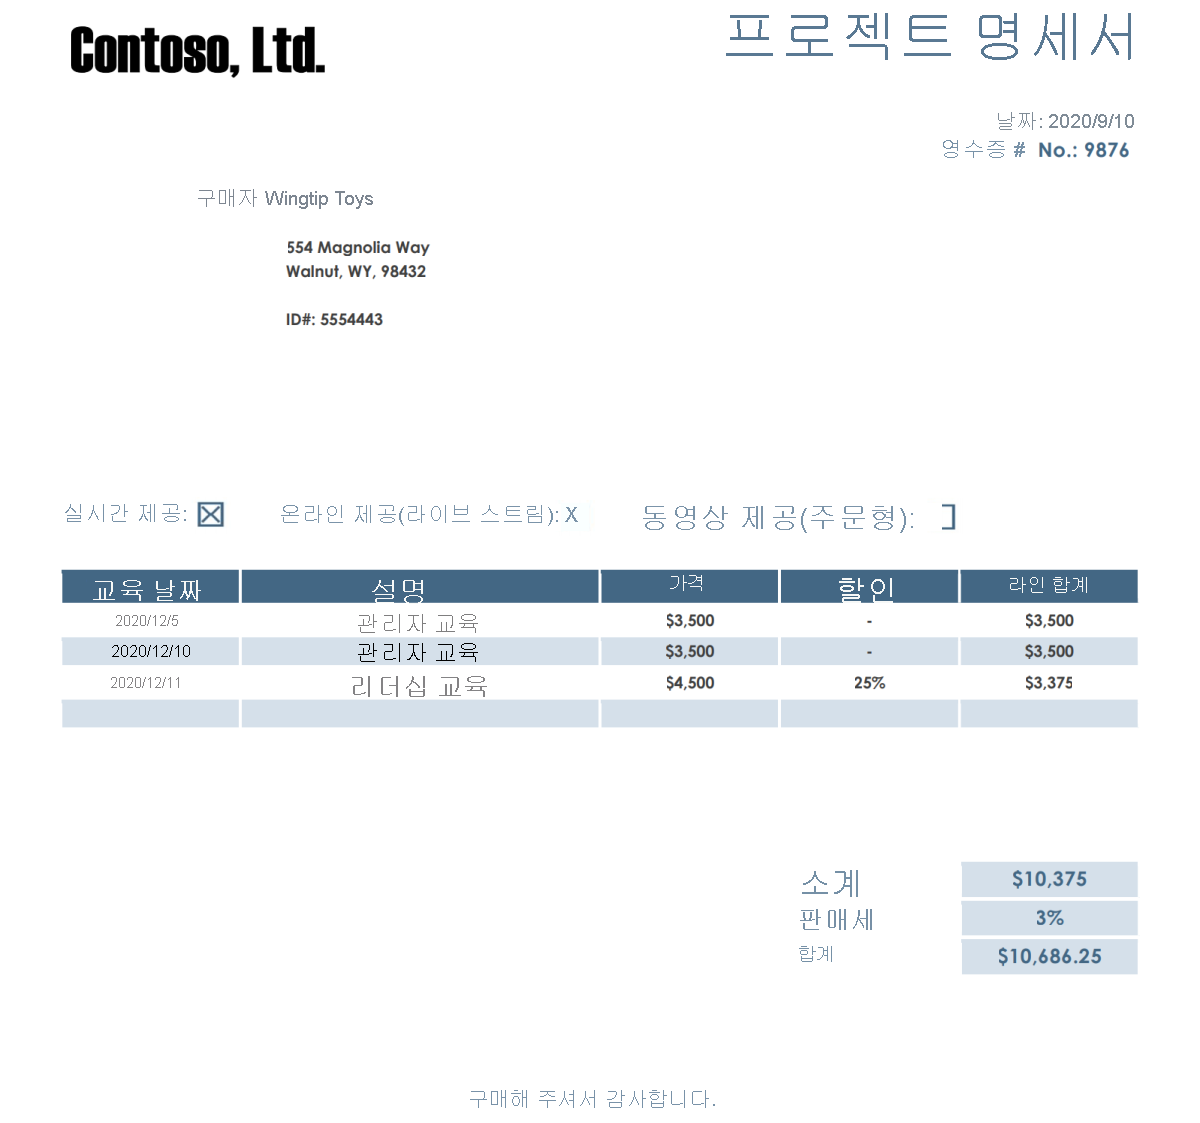 Contoso, Ltd.
프로젝트 명세서
날짜: 2020/9/10
영수증 # No.: 9876
구매자 Wingtip Toys
554 Magnolia Way
Walnut, WY, 98432
ID#: 5554443
실시간 제공: ☒ 온라인 제공(라이브 스트림): X 동영상 제공(주문형):
교육 날짜 설명 가격 할인 라인 합계
2020/12/5 관리자 교육 $3,500 - $3,500
2020/12/10 관리자 교육 $3,500 - $3,500
2020/12/11 리더십 교육 $4,500 25% $3,375
소계 $10,375
판매세 3%
합계 $10,686.25
구매해 주셔서 감사합니다.